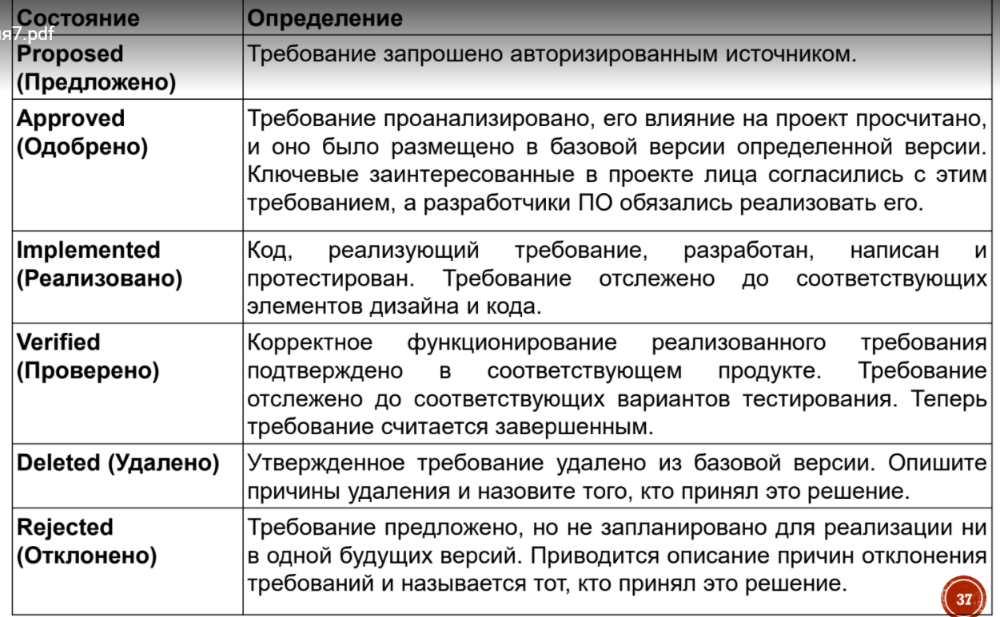 Состояние
Определение
я7.pdf
Proposed
(Предложено)
Требование запрошено авторизированным источником.
Approved
(Одобрено)
Требование проанализировано, его влияние на проект просчитано,
и оно было размещено в базовой версии определенной версии.
Ключевые заинтересованные в проекте лица согласились с этим
требованием, а разработчики ПО обязались реализовать его.
Implemented
(Реализовано)
Код, реализующий требование, разработан, написан и
протестирован. Требование отслежено до соответствующих
элементов дизайна и кода.
Verified
(Проверено)
Корректное функционирование реализованного требования
подтверждено в соответствующем продукте. Требование
отслежено до соответствующих вариантов тестирования. Теперь
требование считается завершенным.
Deleted (Удалено)
Утвержденное требование удалено из базовой версии. Опишите
причины удаления и назовите того, кто принял это решение.
Rejected
(Отклонено)
Требование предложено, но не запланировано для реализации ни
в одной будущих версий. Приводится описание причин отклонения
требований и называется тот, кто принял это решение.
37